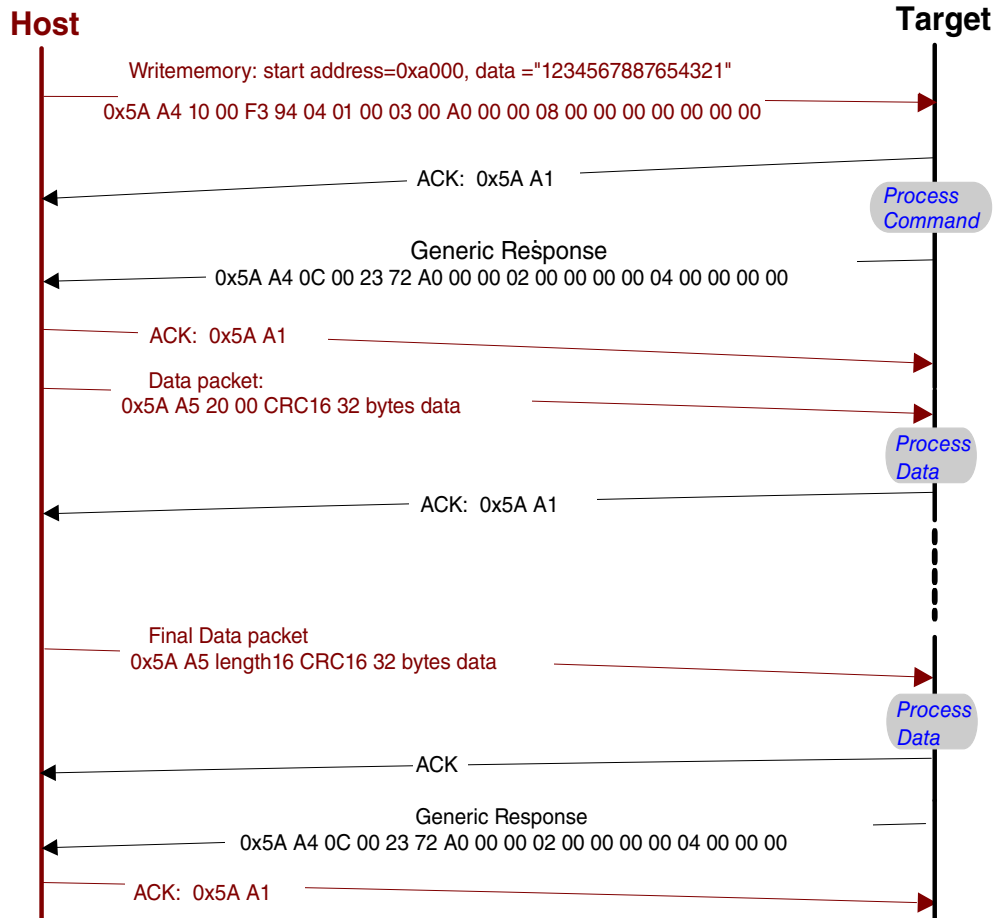 Host
Target
Writememory: start address=0xa000, data ="1234567887654321"
0x5A A4 10 00 F3 94 04 01 00 03 00 A0 00 00 08 00 00 00 00 00 00 00
ACK: 0x5A A1
Process
Command
Generic Response
0x5A A4 0C 00 23 72 A0 00 00 02 00 00 00 00 04 00 00 00 00
ACK: 0x5A A1
Data packet:
0x5A A5 20 00 CRC16 32 bytes data
Process
Data
ACK: 0x5A A1
Final Data packet
0x5A A5 length16 CRC16 32 bytes data
Process
Data
ACK
Generic Response
0x5A A4 0C 00 23 72 A0 00 00 02 00 00 00 00 04 00 00 00
ACK: 0x5A A1